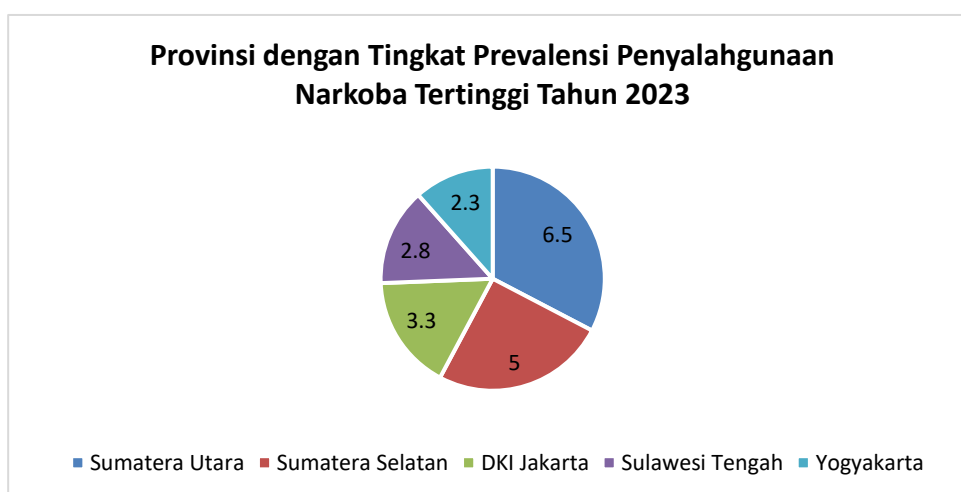 Provinsi dengan Tingkat Prevalensi Penyalahgunaan
Narkoba Tertinggi Tahun 2023
2.3
6.5
2.8
3.3
5
Sumatera Utara Sumatera Selatan DKI Jakarta Sulawesi Tengah Yogyakarta